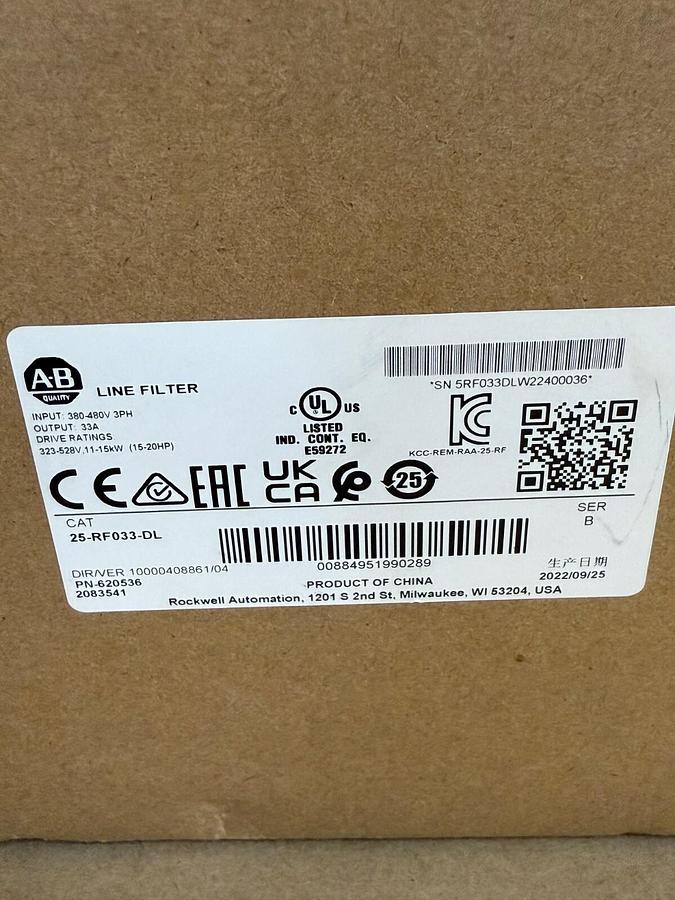 A-B
QUALITY
LINE FILTER
INPUT: 380-480V 3PH
OUTPUT: 33A
DRIVE RATINGS
323-528V,11-15kW (15-20HP)
C UL US
LISTED
IND. CONT. EQ.
E59272
*SN 5RF033DLW22400036*
KC
KCC-REM-RAA-25-RF
CE
EAC
UK
CA
25
CAT
25-RF033-DL
SER
B
00884951990289
DIR/VER 10000408861/04
PN-620536
2083541
PRODUCT OF CHINA
生产日期
2022/09/25
Rockwell Automation, 1201 S 2nd St, Milwaukee, WI 53204, USA